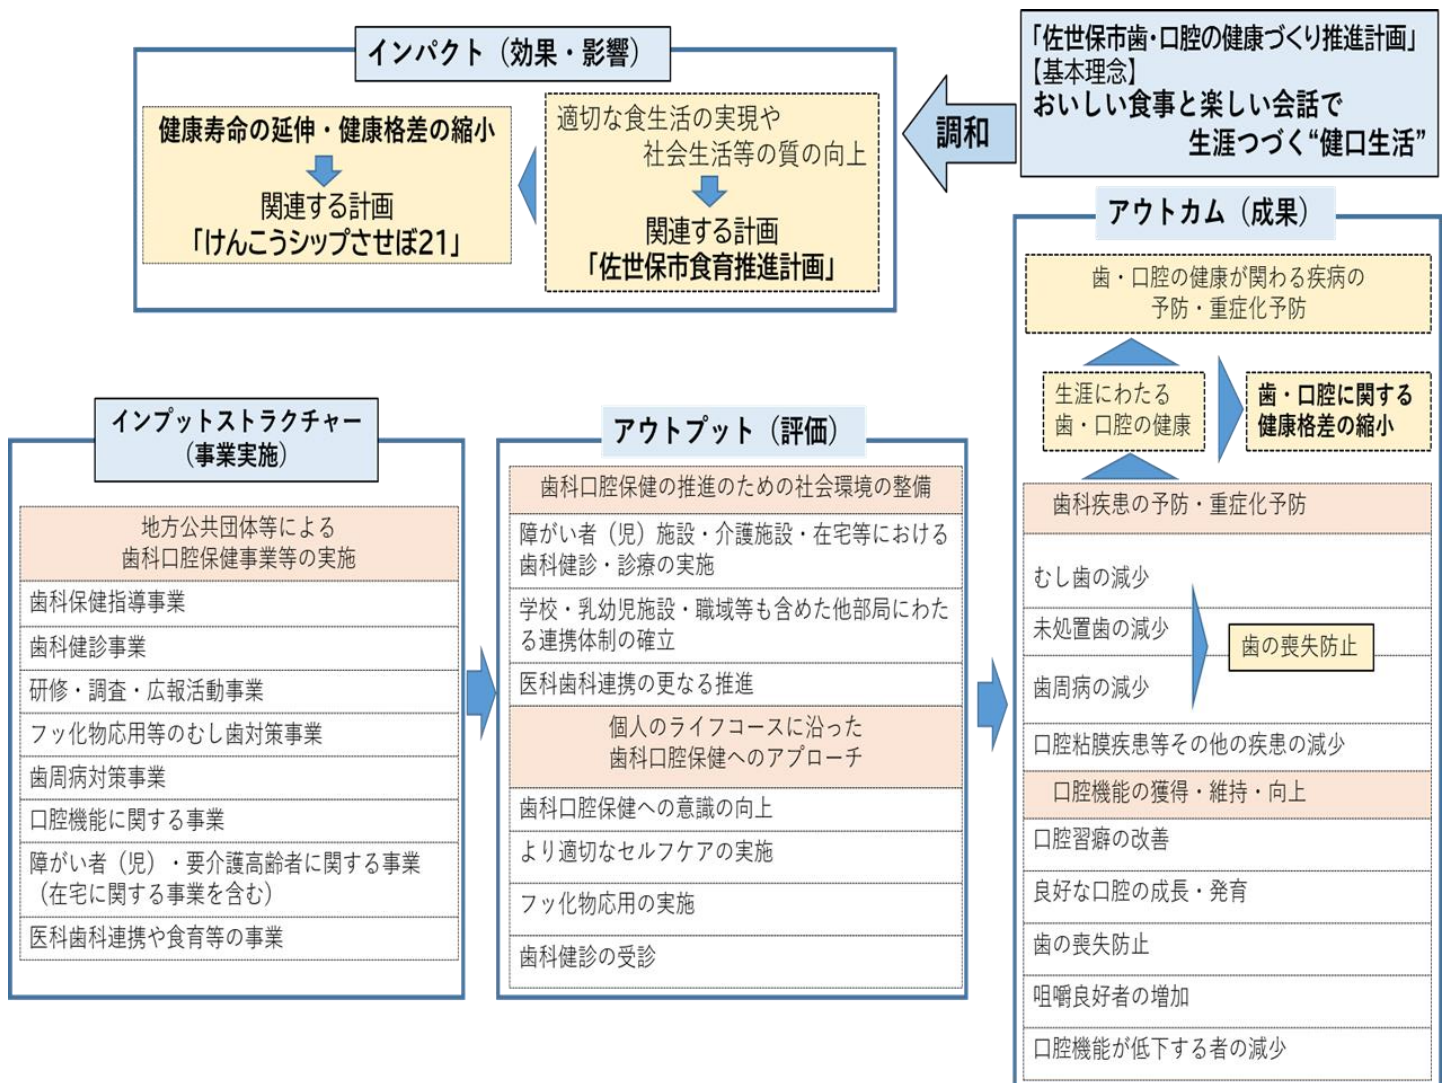 インパクト（効果・影響）
健康寿命の延伸・健康格差の縮小
関連する計画
「けんこうシップさせぼ21」
適切な食生活の実現や
社会生活等の質の向上
関連する計画
「佐世保市食育推進計画」
調和
「佐世保市歯・口腔の健康づくり推進計画」
【基本理念】
おいしい食事と楽しい会話で
生涯つづく“健口生活”
インプットストラクチャー
（事業実施）
地方公共団体等による
歯科口腔保健事業等の実施
歯科保健指導事業
歯科健診事業
研修・調査・広報活動事業
フッ化物応用等のむし歯対策事業
歯周病対策事業
口腔機能に関する事業
障がい者（児）・要介護高齢者に関する事業
（在宅に関する事業を含む）
医科歯科連携や食育等の事業
アウトプット（評価）
歯科口腔保健の推進のための社会環境の整備
障がい者（児）施設・介護施設・在宅等における
歯科健診・診療の実施
学校・乳幼児施設・職域等も含めた他部局にわた
る連携体制の確立
医科歯科連携の更なる推進
個人のライフコースに沿った
歯科口腔保健へのアプローチ
歯科口腔保健への意識の向上
より適切なセルフケアの実施
フッ化物応用の実施
歯科健診の受診
アウトカム（成果）
歯・口腔の健康が関わる疾病の
予防・重症化予防
生涯にわたる
歯・口腔の健康
歯・口腔に関する
健康格差の縮小
歯科疾患の予防・重症化予防
むし歯の減少
未処置歯の減少
歯周病の減少
歯の喪失防止
口腔粘膜疾患等その他の疾患の減少
口腔機能の獲得・維持・向上
口腔習癖の改善
良好な口腔の成長・発育
歯の喪失防止
咀嚼良好者の増加
口腔機能が低下する者の減少